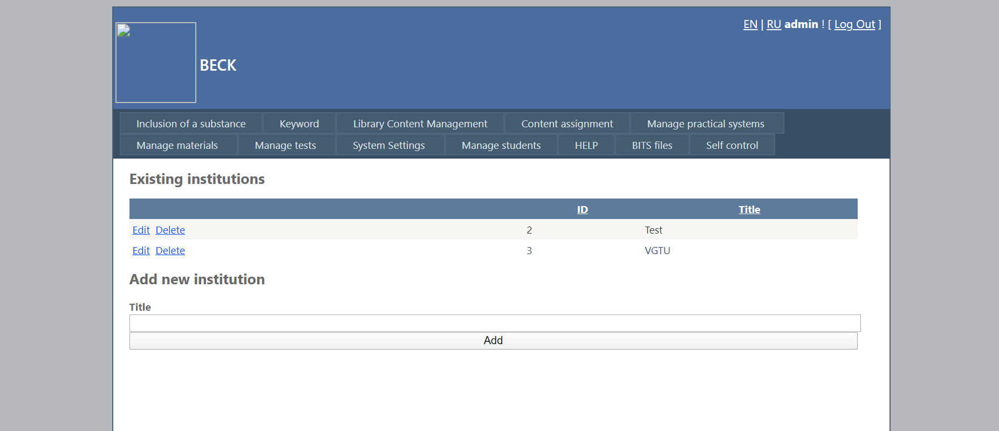 EN | RU admin ! [ Log Out ]
BECK
Inclusion of a substance Keyword Library Content Management Content assignment Manage practical systems
Manage materials Manage tests System Settings Manage students HELP BITS files Self control
Existing institutions
ID Title
Edit Delete 2 Test
Edit Delete 3 VGTU
Add new institution
Title
Add